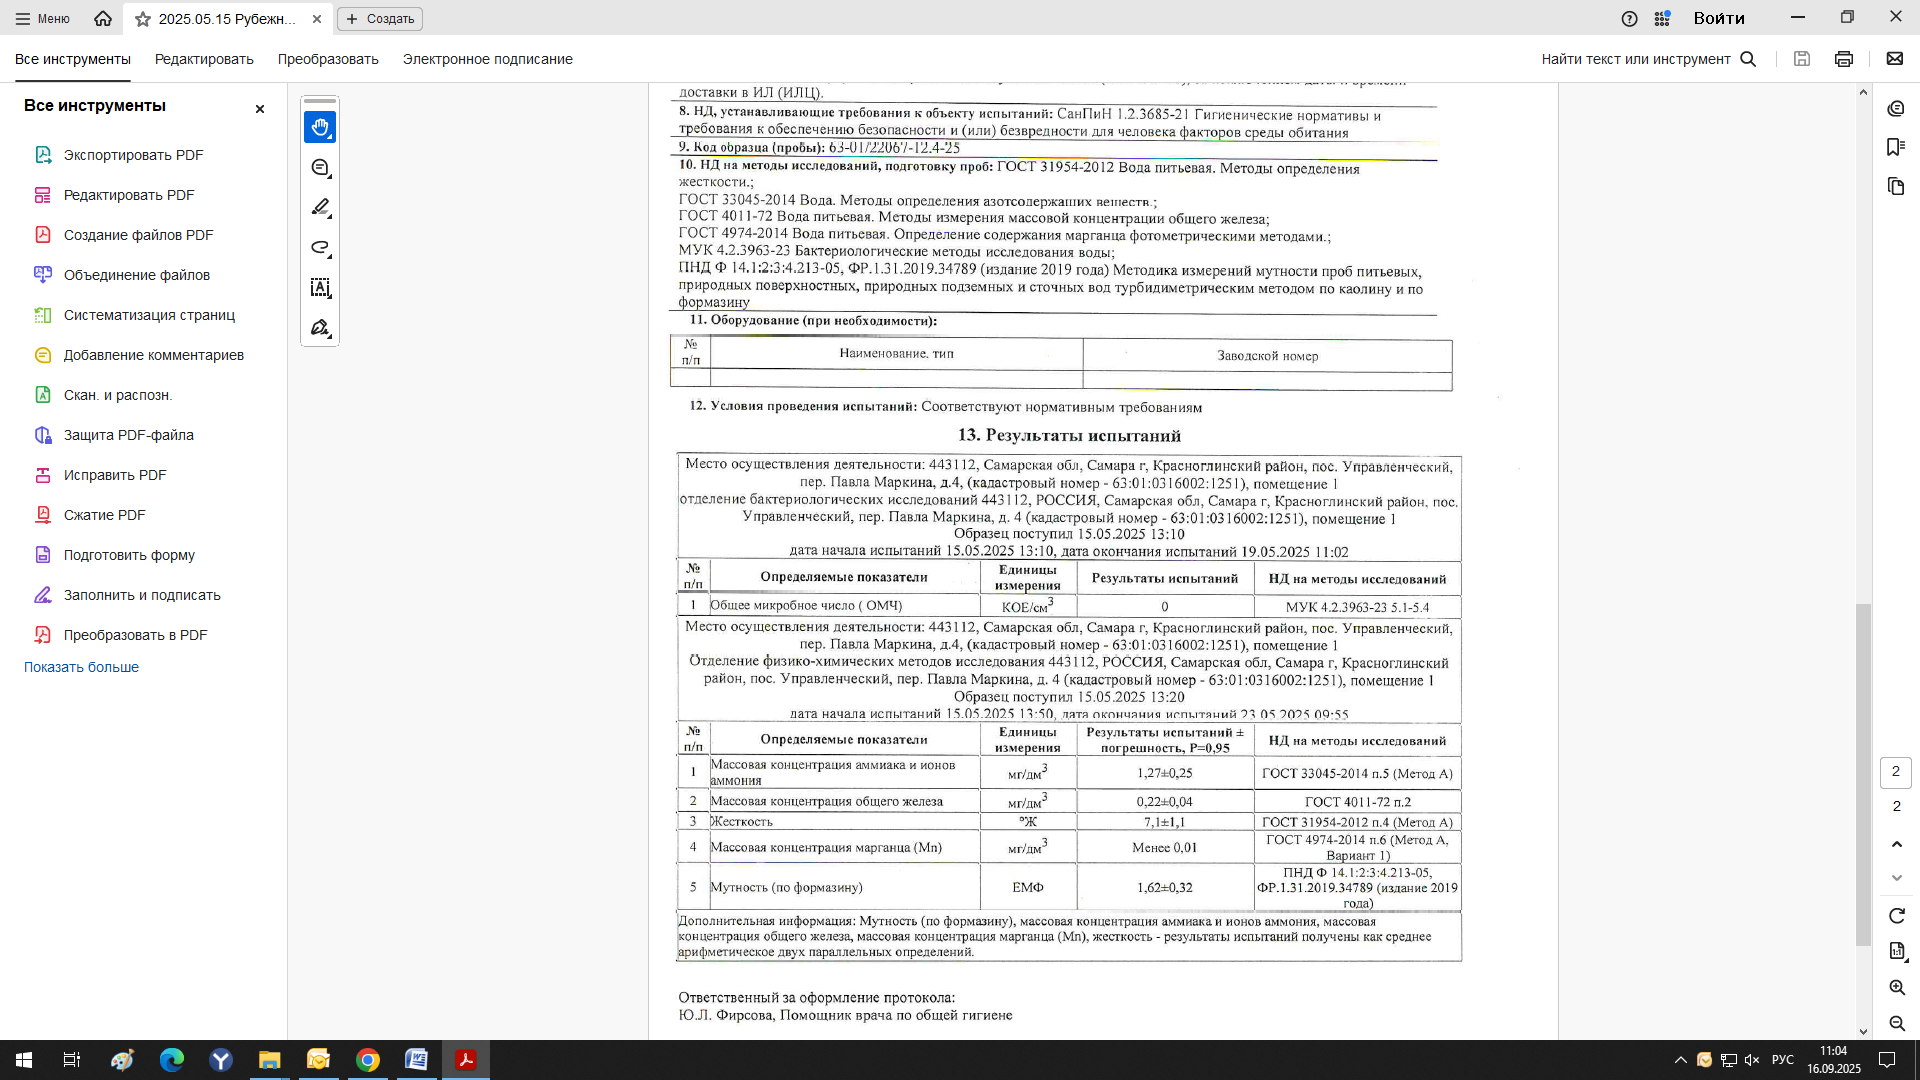 Меню
2025.05.15 Рубежн...
Создать
Войти
Все инструменты
Редактировать
Преобразовать
Электронное подписание
Найти текст или инструмент
Все инструменты
Экспортировать PDF
Редактировать PDF
Создание файлов PDF
Объединение файлов
Систематизация страниц
Добавление комментариев
Скан. и распозн.
Защита PDF-файла
Исправить PDF
Сжатие PDF
Подготовить форму
Заполнить и подписать
Преобразовать в PDF
Показать больше
доставки в ИЛ (ИЛЦ).
8. НД, устанавливающие требования к объекту испытаний: СанПиН 1.2.3685-21 Гигиенические нормативы и
требования к обеспечению безопасности и (или) безвредности для человека факторов среды обитания
9. Код образца (пробы): 63-01/22067-12.4-25
10. НД на методы исследований, подготовку проб: ГОСТ 31954-2012 Вода питьевая. Методы определения
жесткости.;
ГОСТ 33045-2014 Вода. Методы определения азотсодержащих веществ.;
ГОСТ 4011-72 Вода питьевая. Методы измерения массовой концентрации общего железа;
ГОСТ 4974-2014 Вода питьевая. Определение содержания марганца фотометрическими методами.;
МУК 4.2.3963-23 Бактериологические методы исследования воды;
ПНД Ф 14.1:2:3:4.213-05, ФР.1.31.2019.34789 (издание 2019 года) Методика измерений мутности проб питьевых,
природных поверхностных, природных подземных и сточных вод турбидиметрическим методом по каолину и по
формазину
11. Оборудование (при необходимости):
№ п/п Наименование, тип Заводской номер
12. Условия проведения испытаний: Соответствуют нормативным требованиям
13. Результаты испытаний
Место осуществления деятельности: 443112, Самарская обл, Самара г, Красноглинский район, пос. Управленческий,
пер. Павла Маркина, д.4, (кадастровый номер - 63:01:0316002:1251), помещение 1
отделение бактериологических исследований 443112, РОССИЯ, Самарская обл, Самара г, Красноглинский район, пос.
Управленческий, пер. Павла Маркина, д. 4 (кадастровый номер - 63:01:0316002:1251), помещение 1
Образец поступил 15.05.2025 13:10
дата начала испытаний 15.05.2025 13:10, дата окончания испытаний 19.05.2025 11:02
№ п/п Определяемые показатели Единицы измерения Результаты испытаний НД на методы исследований
1 Общее микробное число ( ОМЧ) КОЕ/см3 0 МУК 4.2.3963-23 5.1-5.4
Место осуществления деятельности: 443112, Самарская обл, Самара г, Красноглинский район, пос. Управленческий,
пер. Павла Маркина, д.4, (кадастровый номер - 63:01:0316002:1251), помещение 1
Отделение физико-химических методов исследования 443112, РОССИЯ, Самарская обл, Самара г, Красноглинский
район, пос. Управленческий, пер. Павла Маркина, д. 4 (кадастровый номер - 63:01:0316002:1251), помещение 1
Образец поступил 15.05.2025 13:20
дата начала испытаний 15.05.2025 13:50, дата окончания испытаний 23.05.2025 09:55
№ п/п Определяемые показатели Единицы измерения Результаты испытаний ± погрешность, P=0,95 НД на методы исследований
1 Массовая концентрация аммиака и ионов аммония мг/дм3 1,27±0,25 ГОСТ 33045-2014 п.5 (Метод А)
2 Массовая концентрация общего железа мг/дм3 0,22±0,04 ГОСТ 4011-72 п.2
3 Жесткость °Ж 7,1±1,1 ГОСТ 31954-2012 п.4 (Метод А)
4 Массовая концентрация марганца (Mn) мг/дм3 Менее 0,01 ГОСТ 4974-2014 п.6 (Метод А, Вариант 1)
5 Мутность (по формазину) ЕМФ 1,62±0,32 ПНД Ф 14.1:2:3:4.213-05, ФР.1.31.2019.34789 (издание 2019 года)
Дополнительная информация: Мутность (по формазину), массовая концентрация аммиака и ионов аммония, массовая
концентрация общего железа, массовая концентрация марганца (Mn), жесткость - результаты испытаний получены как среднее
арифметическое двух параллельных определений.
Ответственный за оформление протокола:
Ю.Л. Фирсова, Помощник врача по общей гигиене
2
2
РУС
11:04
16.09.2025